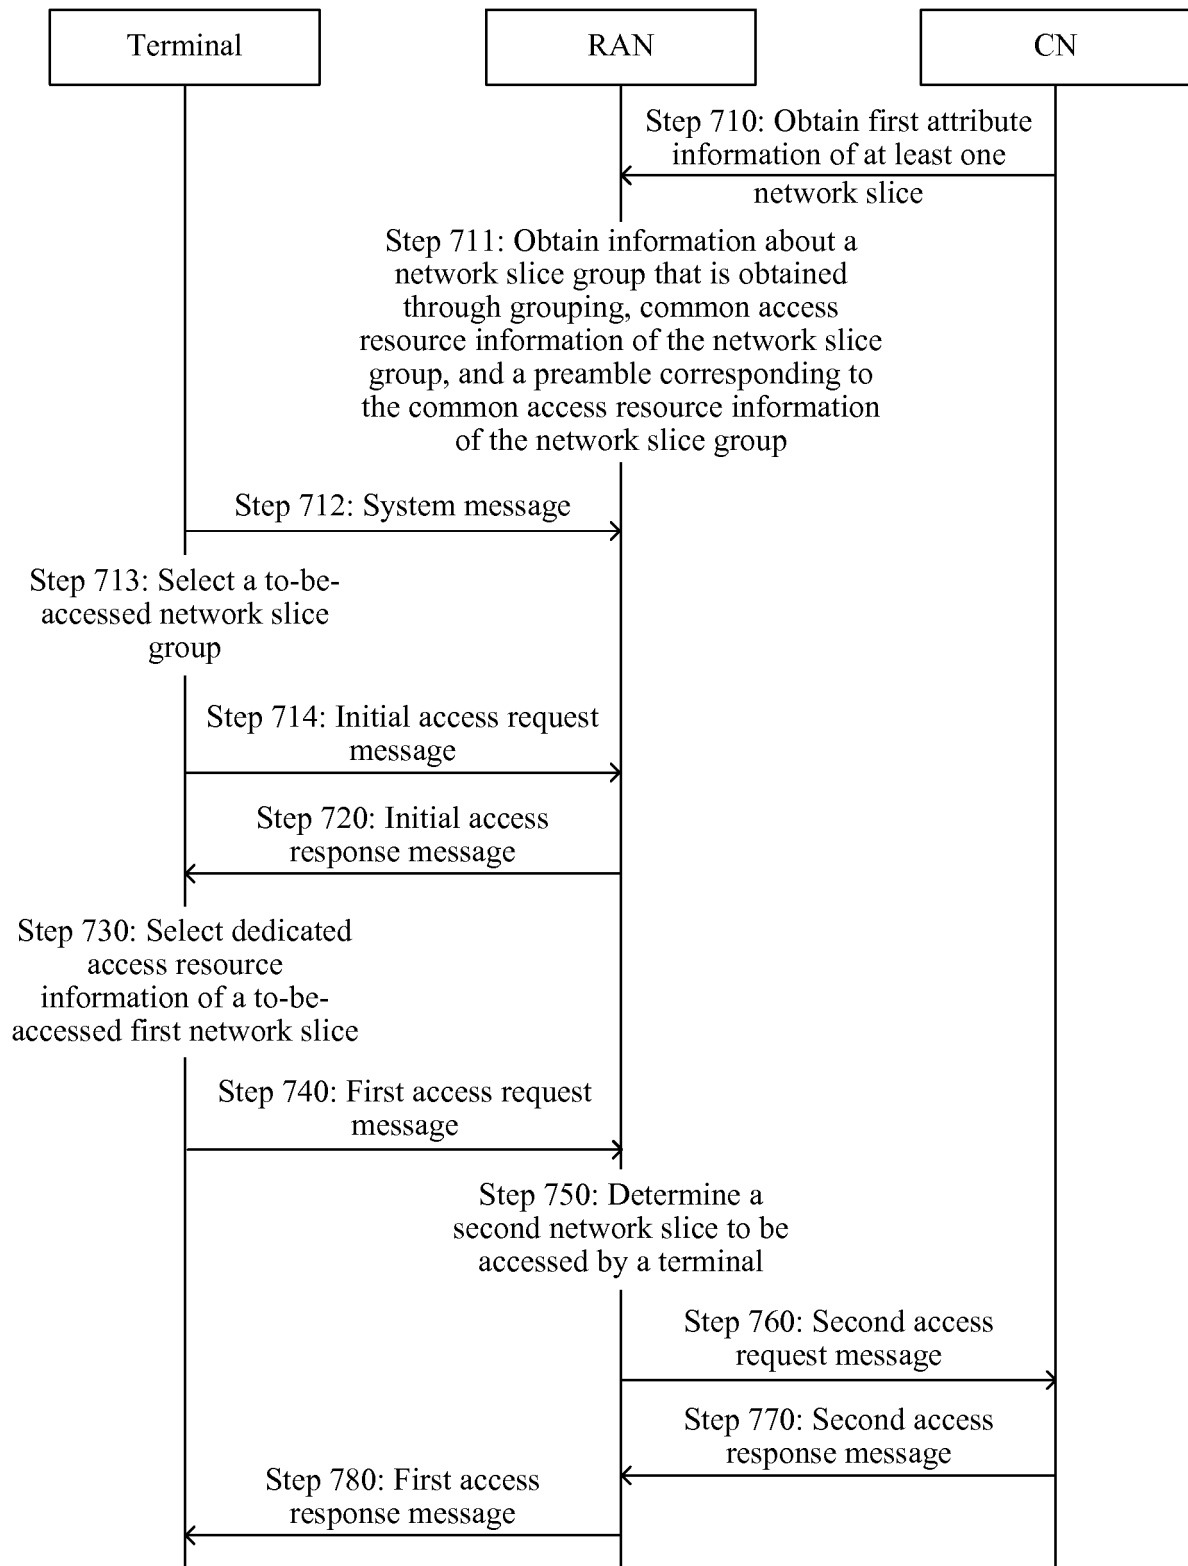 Terminal
RAN
CN
Step 710: Obtain first attribute
information of at least one
network slice
Step 711: Obtain information about a
network slice group that is obtained
through grouping, common access
resource information of the network slice
group, and a preamble corresponding to
the common access resource information
of the network slice group
Step 712: System message
Step 713: Select a to-be-
accessed network slice
group
Step 714: Initial access request
message
Step 720: Initial access
response message
Step 730: Select dedicated
access resource
information of a to-be-
accessed first network slice
Step 740: First access request
message
Step 750: Determine a
second network slice to be
accessed by a terminal
Step 760: Second access
request message
Step 770: Second access
response message
Step 780: First access
response message